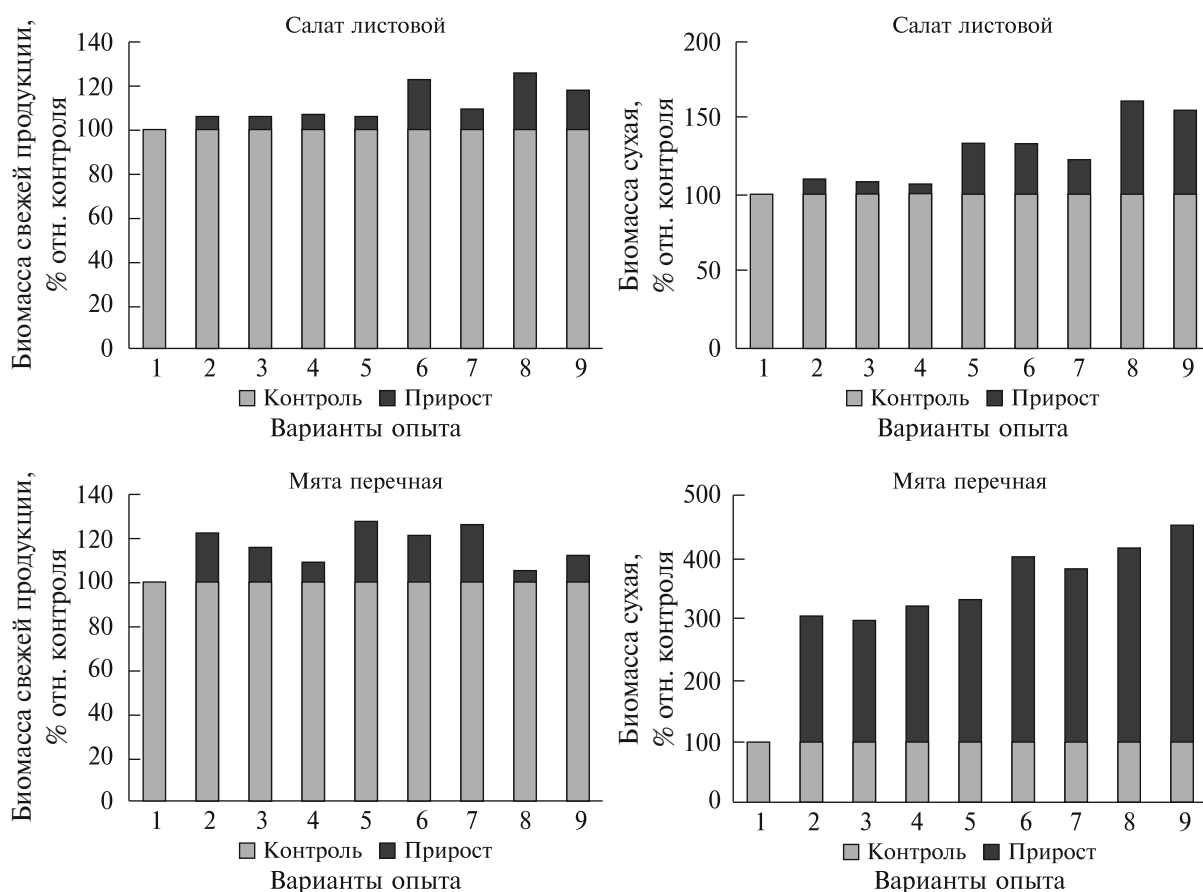 Салат листовой
Биомасса свежей продукции,
% отн. контроля
140
120
100
80
60
40
20
0
1 2 3 4 5 6 7 8 9
Контроль Прирост
Варианты опыта
Салат листовой
Биомасса сухая,
% отн. контроля
200
150
100
50
0
1 2 3 4 5 6 7 8 9
Контроль Прирост
Варианты опыта
Мята перечная
Биомасса свежей продукции,
% отн. контроля
140
120
100
80
60
40
20
0
1 2 3 4 5 6 7 8 9
Контроль Прирост
Варианты опыта
Мята перечная
Биомасса сухая,
% отн. контроля
500
400
300
200
100
0
1 2 3 4 5 6 7 8 9
Контроль Прирост
Варианты опыта